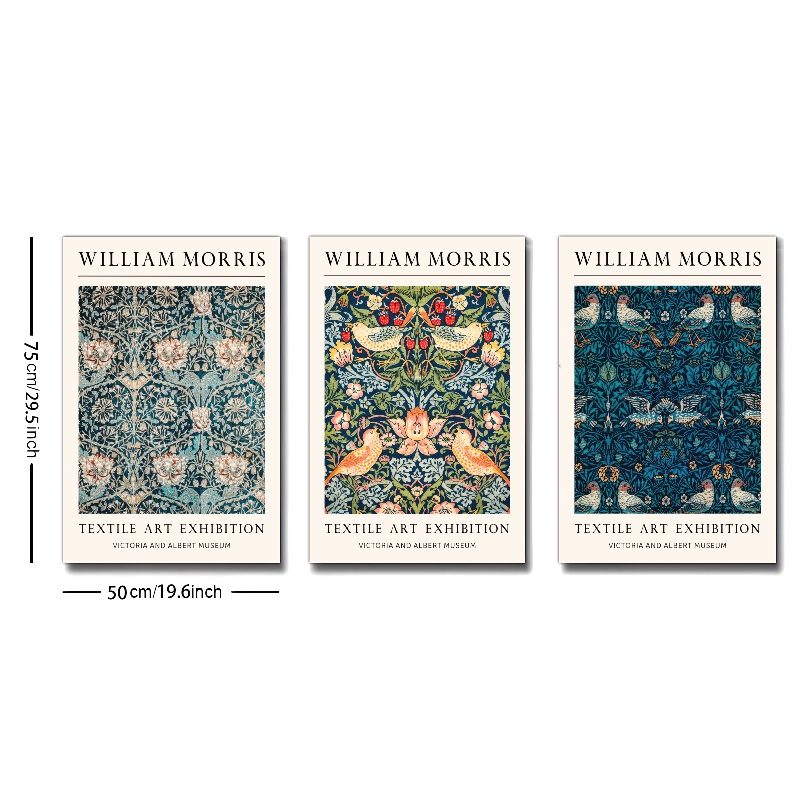 WILLIAM MORRIS
TEXTILE ART EXHIBITION
VICTORIA AND ALBERT MUSEUM
WILLIAM MORRIS
TEXTILE ART EXHIBITION
VICTORIA AND ALBERT MUSEUM
WILLIAM MORRIS
TEXTILE ART EXHIBITION
VICTORIA AND ALBERT MUSEUM
75cm/29.5inch
50cm/19.6inch